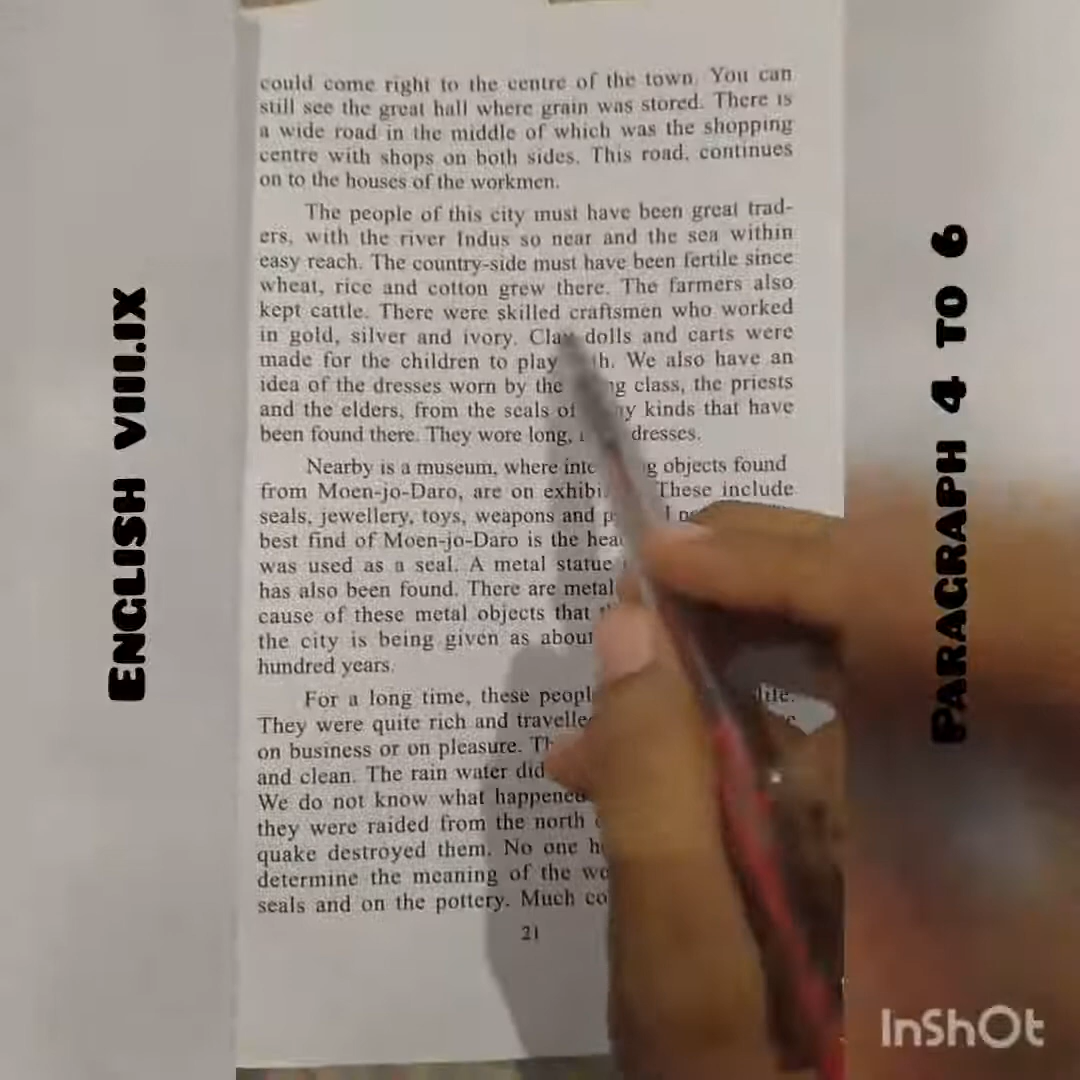 could come right to the centre of the town. You can
still see the great hall where grain was stored. There is
a wide road in the middle of which was the shopping
centre with shops on both sides. This road, continues
on to the houses of the workmen.
The people of this city must have been great trad-
ers, with the river Indus so near and the sea within
easy reach. The country-side must have been fertile since
wheat, rice and cotton grew there. The farmers also
kept cattle. There were skilled craftsmen who worked
in gold, silver and ivory. Clay dolls and carts were
made for the children to play. We also have an
idea of the dresses worn by the class, the priests
and the elders, from the seals of kinds that have
been found there. They wore long, dresses.
Nearby is a museum, where objects found
from Moen-jo-Daro, are on These include
seals, jewellery, toys, weapons and
best find of Moen-jo-Daro is the
was used as a seal. A metal statue
has also been found. There are metal
cause of these metal objects that
the city is being given as about
hundred years.
For a long time, these life.
They were quite rich and
on business or on pleasure.
and clean. The rain water did
We do not know what happened
they were raided from the north
quake destroyed them. No one
determine the meaning of the
seals and on the pottery. Much
21
ENGLISH VIII.IX
PARAGRAPH 4 TO 6
InShOt